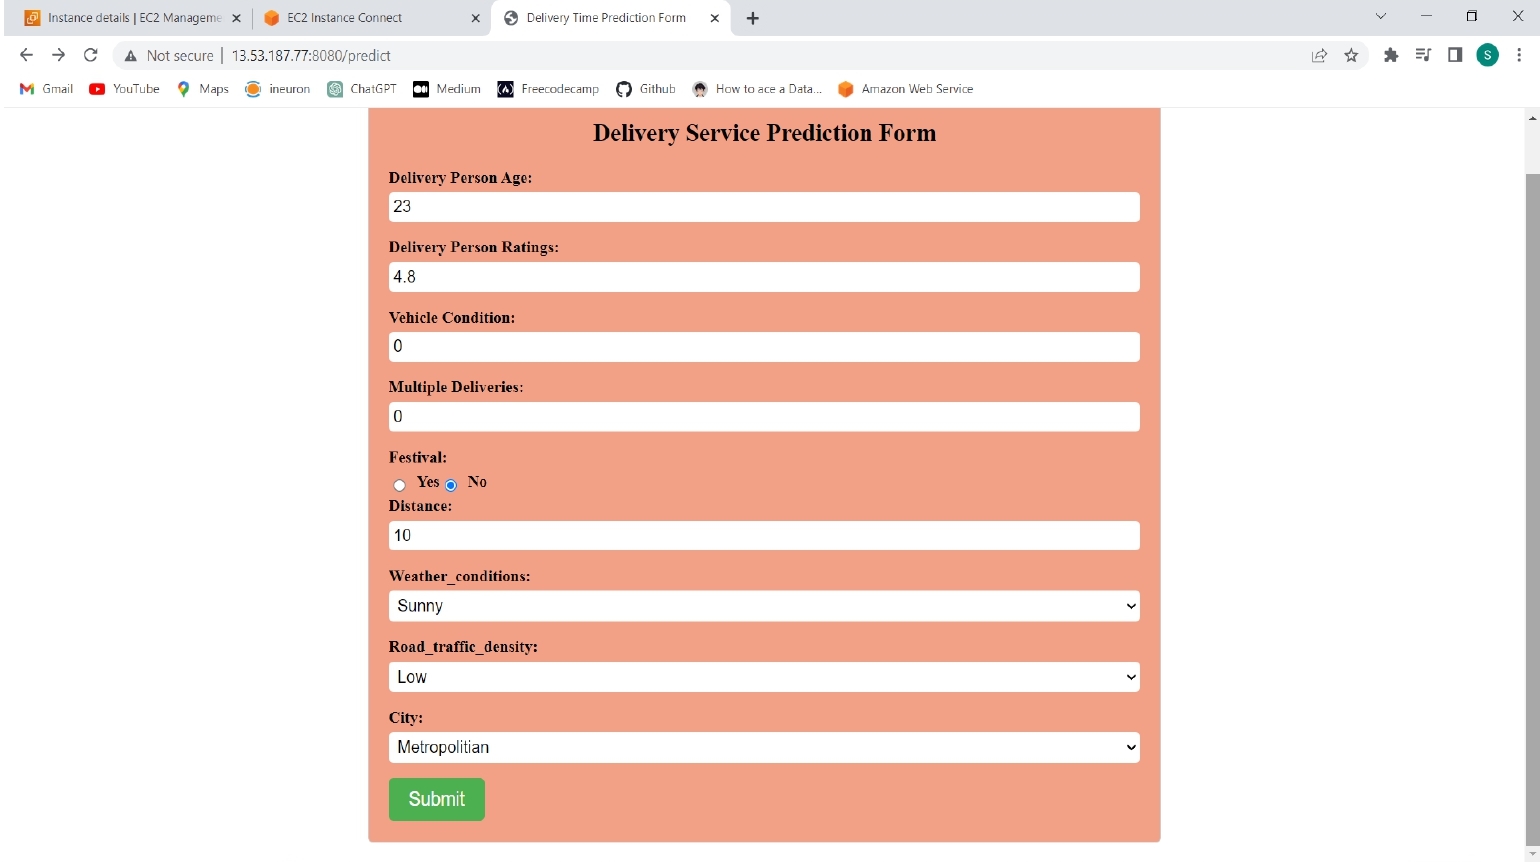 Instance details | EC2 Manageme
EC2 Instance Connect
Delivery Time Prediction Form
Not secure | 13.53.187.77:8080/predict
S
Gmail YouTube Maps ineuron ChatGPT Medium Freecodecamp Github How to ace a Data... Amazon Web Service
Delivery Service Prediction Form
Delivery Person Age:
23
Delivery Person Ratings:
4.8
Vehicle Condition:
0
Multiple Deliveries:
0
Festival:
Yes No
Distance:
10
Weather_conditions:
Sunny
Road_traffic_density:
Low
City:
Metropolitian
Submit